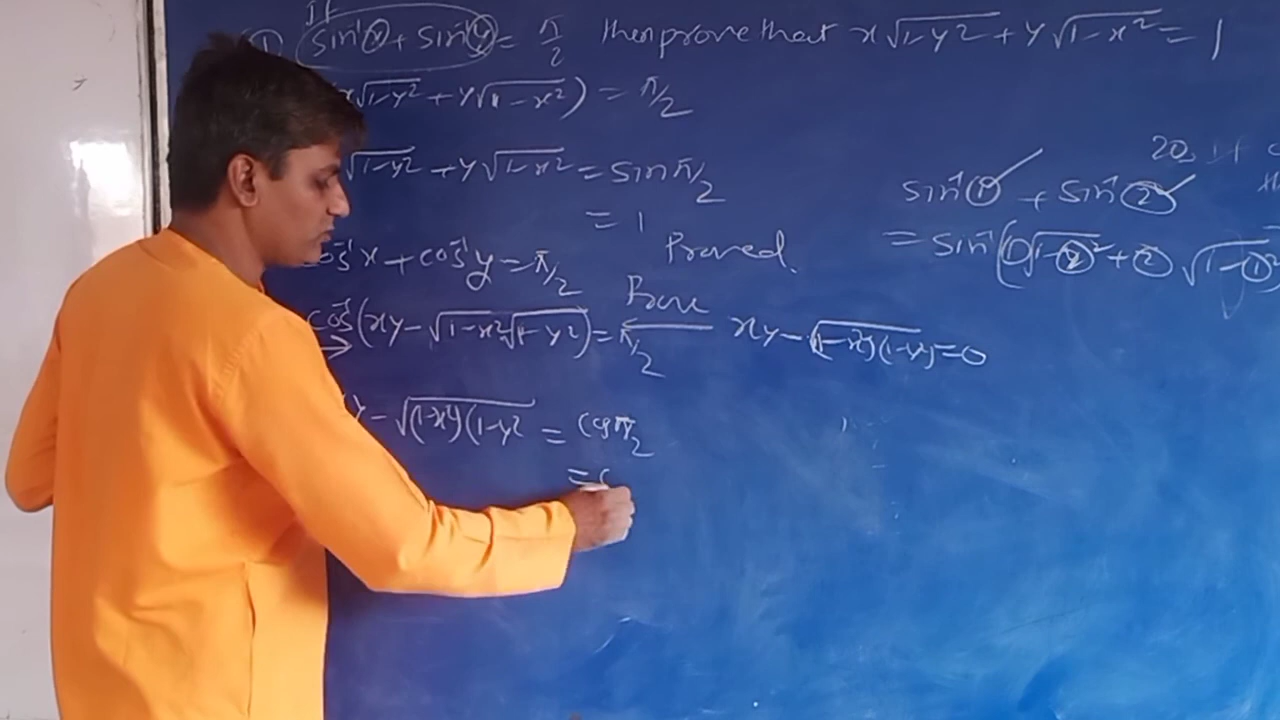 If
① sin⁻¹x + sin⁻¹y = π/2 then prove that x√1-y² + y√1-x² = 1
x√1-y² + y√1-x²) = π/2
√1-y² + y√1-x² = sin π/2
= 1
Proved.
cos⁻¹x + cos⁻¹y = π/2
cos⁻¹(xy - √1-x² √1-y²) = π/2
Prove xy - √(1-x²)(1-y²) = 0
y - √(1-x²)(1-y² = cos π/2
=
20
sin⁻¹① + sin⁻¹②
= sin⁻¹(①√1-②² + ②√1-①²